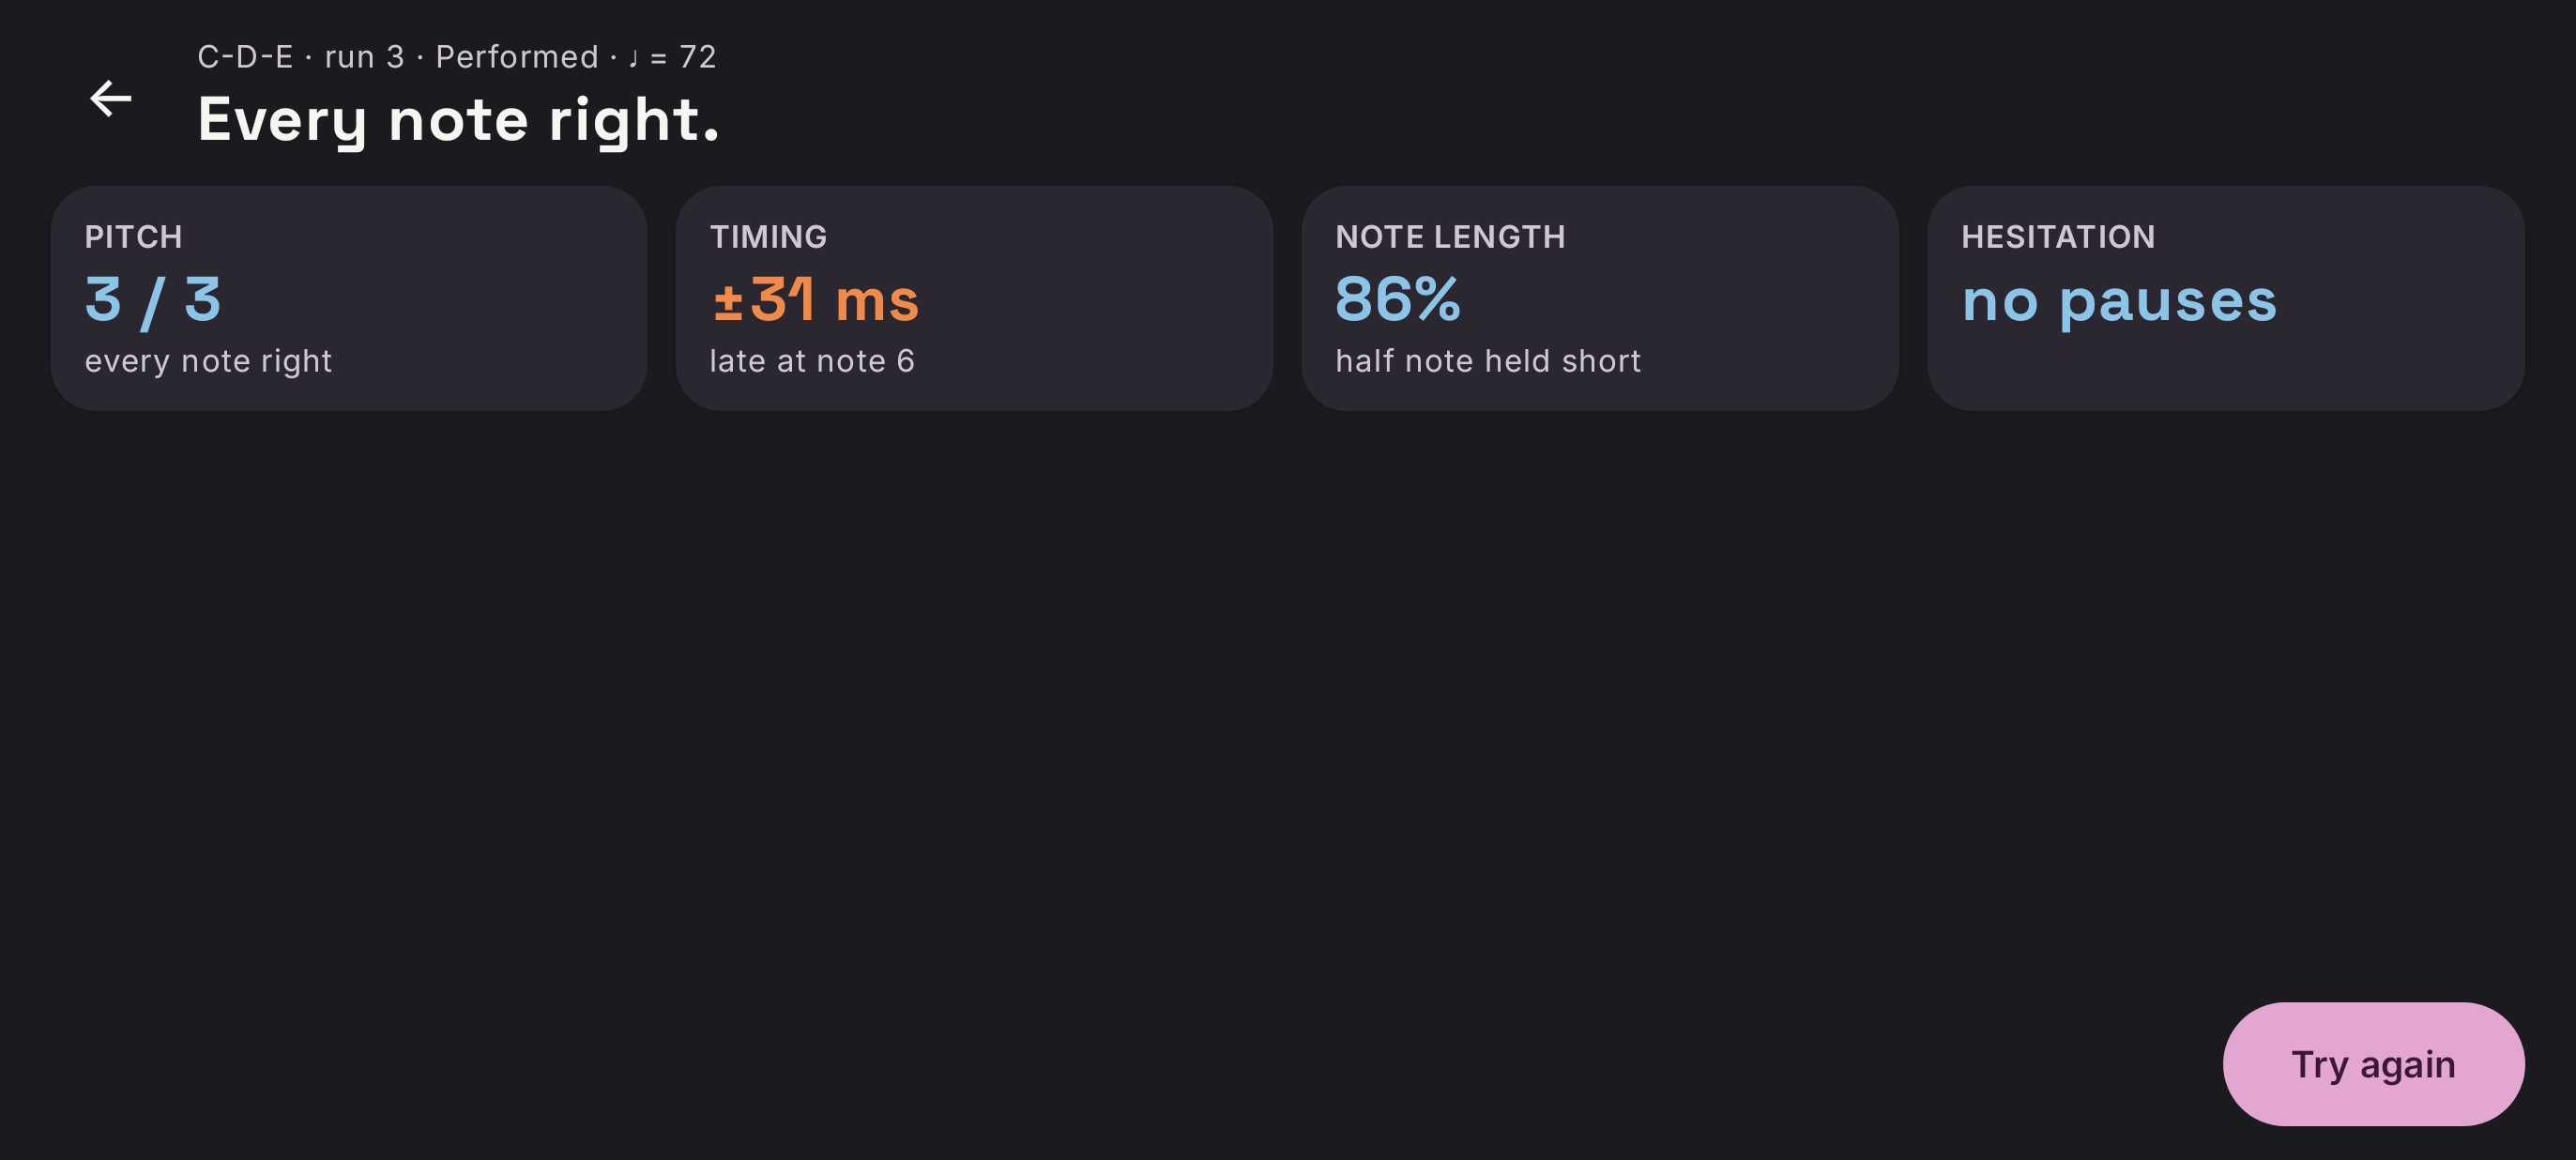 C-D-E · run 3 · Performed · ♩ = 72
Every note right.
PITCH
3 / 3
every note right
TIMING
±31 ms
late at note 6
NOTE LENGTH
86%
half note held short
HESITATION
no pauses
Try again